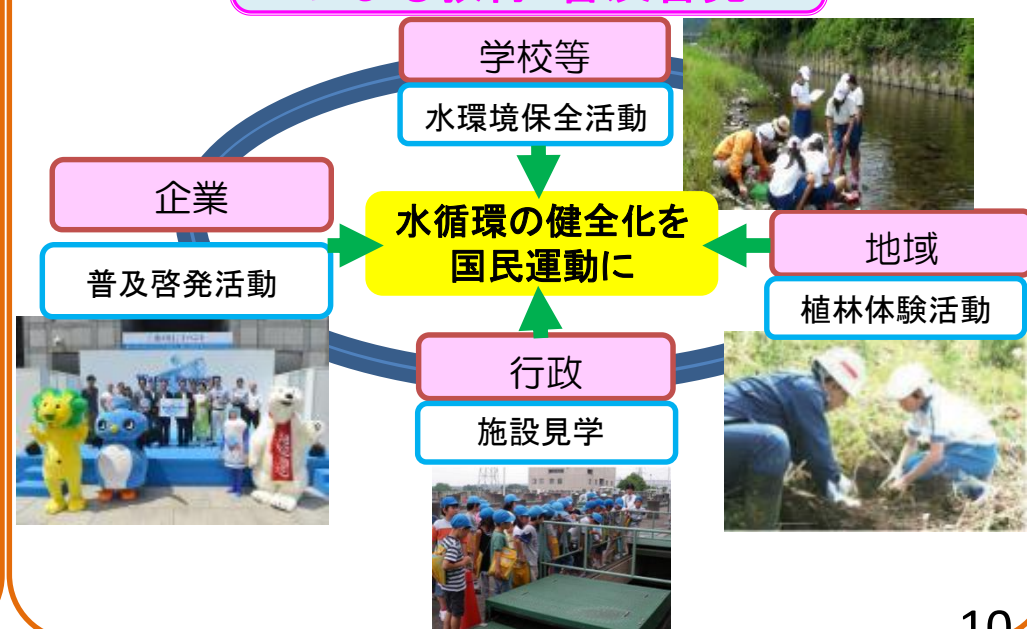 学校等
水環境保全活動
企業
普及啓発活動
水循環の健全化を
国民運動に
地域
植林体験活動
行政
施設見学
Coca-Cola
10